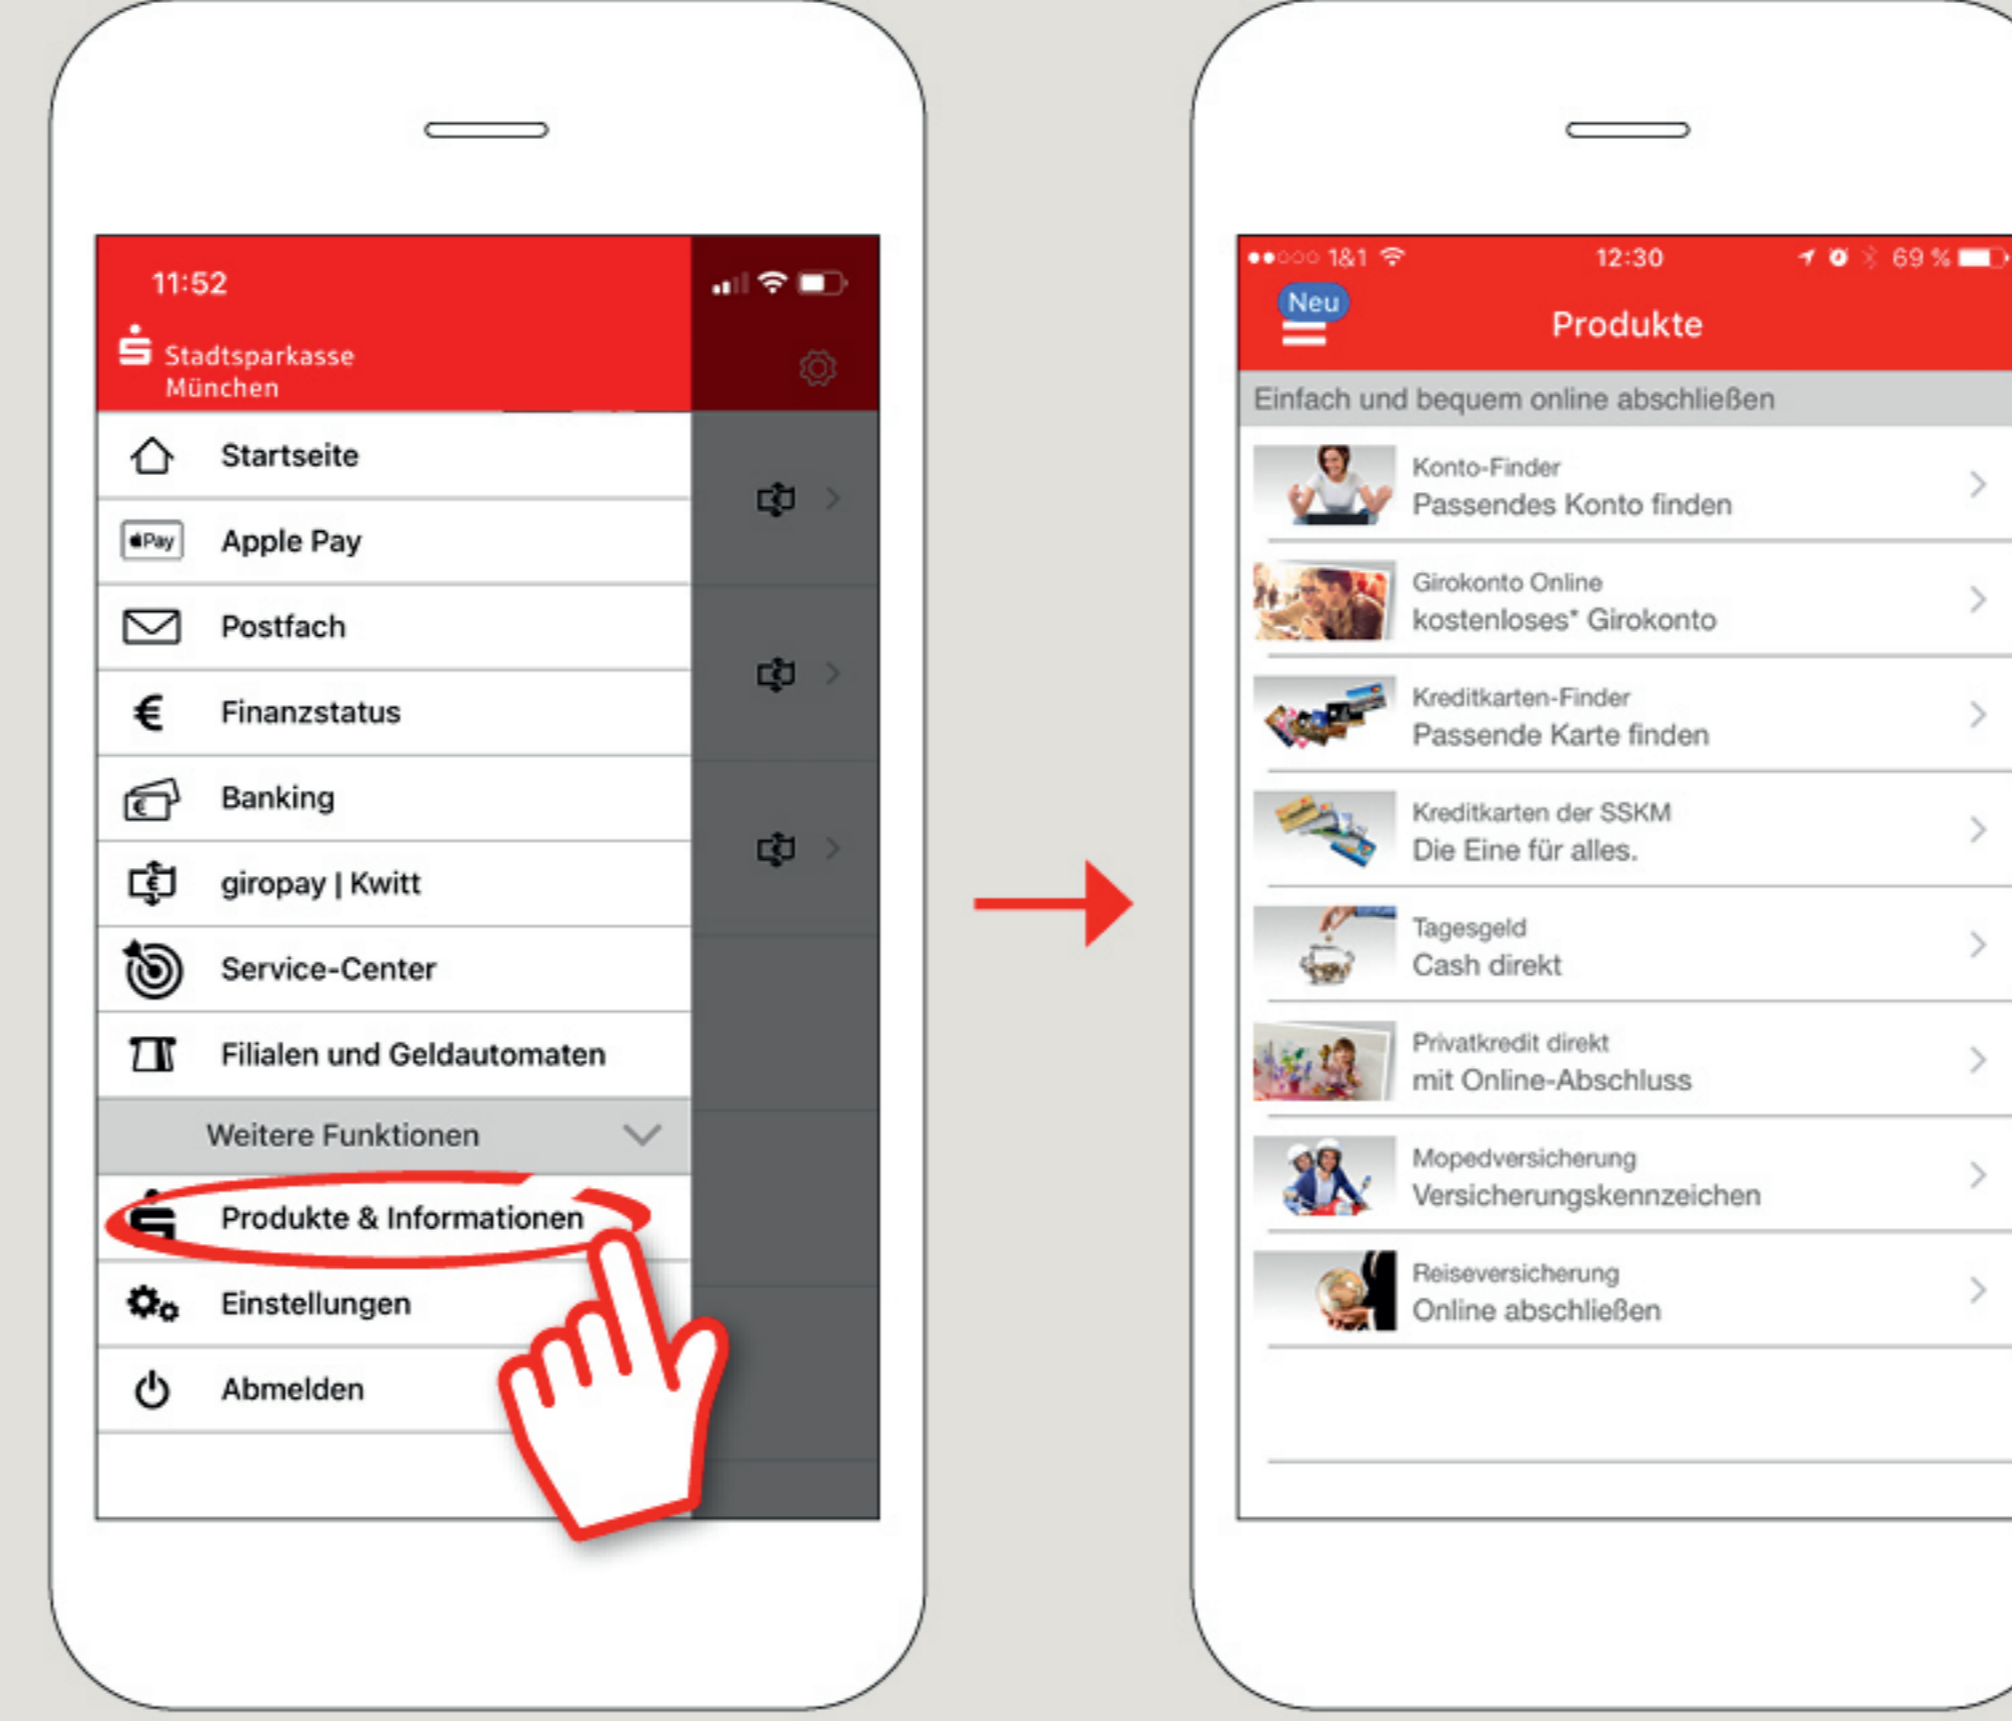 11:52
Stadtsparkasse
München
Startseite
Pay
Apple Pay
Postfach
€
Finanzstatus
Banking
giropay | Kwitt
Service-Center
Filialen und Geldautomaten
Weitere Funktionen
Produkte & Informationen
Einstellungen
Abmelden
1&1
12:30
69 %
Neu
Produkte
Einfach und bequem online abschließen
Konto-Finder
Passendes Konto finden
Girokonto Online
kostenloses* Girokonto
Kreditkarten-Finder
Passende Karte finden
Kreditkarten der SSKM
Die Eine für alles.
Tagesgeld
Cash direkt
Privatkredit direkt
mit Online-Abschluss
Mopedversicherung
Versicherungskennzeichen
Reiseversicherung
Online abschließen